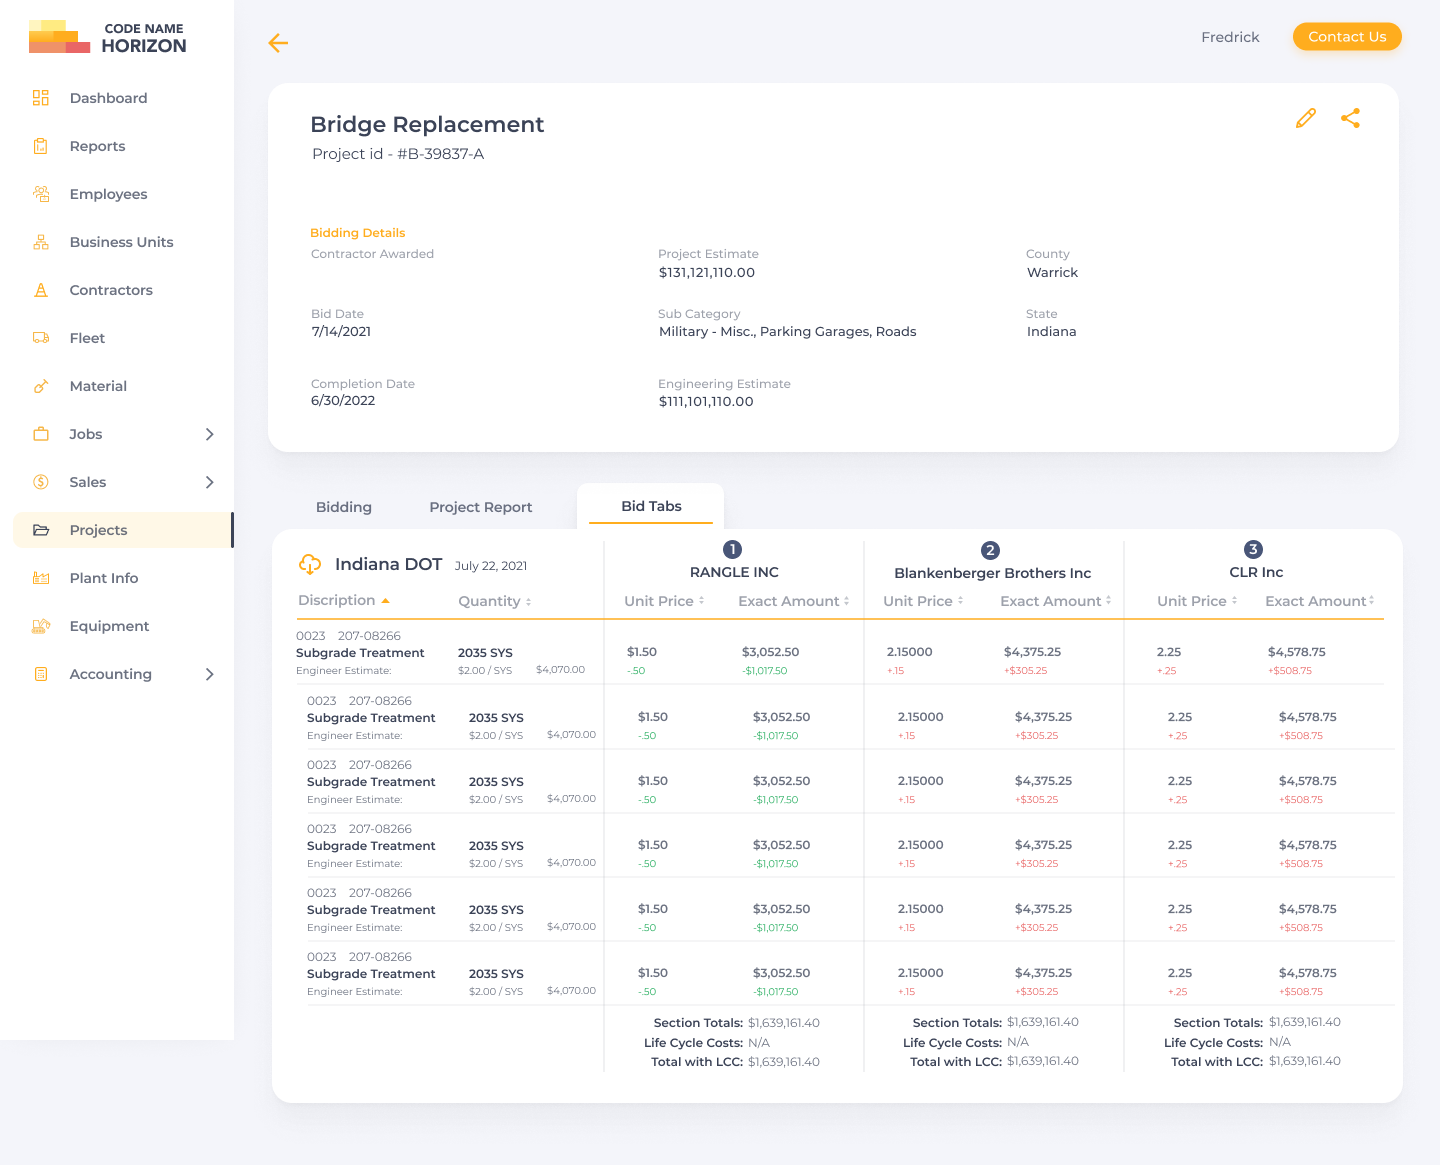 CODE NAME
HORIZON
Fredrick
Contact Us
Dashboard
Reports
Employees
Business Units
Contractors
Fleet
Material
Jobs
Sales
Projects
Plant Info
Equipment
Accounting
Bridge Replacement
Project id - #B-39837-A
Bidding Details
Contractor Awarded
Project Estimate
$131,121,110.00
County
Warrick
Bid Date
7/14/2021
Sub Category
Military - Misc., Parking Garages, Roads
State
Indiana
Completion Date
6/30/2022
Engineering Estimate
$111,101,110.00
Bidding Project Report Bid Tabs
Indiana DOT July 22, 2021
1
RANGLE INC
2
Blankenberger Brothers Inc
3
CLR Inc
Discription Quantity Unit Price Exact Amount Unit Price Exact Amount Unit Price Exact Amount
0023 207-08266
Subgrade Treatment 2035 SYS $1.50 $3,052.50 2.15000 $4,375.25 2.25 $4,578.75
Engineer Estimate: $2.00 / SYS $4,070.00 -.50 -$1,017.50 +.15 +$305.25 +.25 +$508.75
0023 207-08266
Subgrade Treatment 2035 SYS $1.50 $3,052.50 2.15000 $4,375.25 2.25 $4,578.75
Engineer Estimate: $2.00 / SYS $4,070.00 -.50 -$1,017.50 +.15 +$305.25 +.25 +$508.75
0023 207-08266
Subgrade Treatment 2035 SYS $1.50 $3,052.50 2.15000 $4,375.25 2.25 $4,578.75
Engineer Estimate: $2.00 / SYS $4,070.00 -.50 -$1,017.50 +.15 +$305.25 +.25 +$508.75
0023 207-08266
Subgrade Treatment 2035 SYS $1.50 $3,052.50 2.15000 $4,375.25 2.25 $4,578.75
Engineer Estimate: $2.00 / SYS $4,070.00 -.50 -$1,017.50 +.15 +$305.25 +.25 +$508.75
0023 207-08266
Subgrade Treatment 2035 SYS $1.50 $3,052.50 2.15000 $4,375.25 2.25 $4,578.75
Engineer Estimate: $2.00 / SYS $4,070.00 -.50 -$1,017.50 +.15 +$305.25 +.25 +$508.75
0023 207-08266
Subgrade Treatment 2035 SYS $1.50 $3,052.50 2.15000 $4,375.25 2.25 $4,578.75
Engineer Estimate: $2.00 / SYS $4,070.00 -.50 -$1,017.50 +.15 +$305.25 +.25 +$508.75
Section Totals: $1,639,161.40 Section Totals: $1,639,161.40 Section Totals: $1,639,161.40
Life Cycle Costs: N/A Life Cycle Costs: N/A Life Cycle Costs: N/A
Total with LCC: $1,639,161.40 Total with LCC: $1,639,161.40 Total with LCC: $1,639,161.40